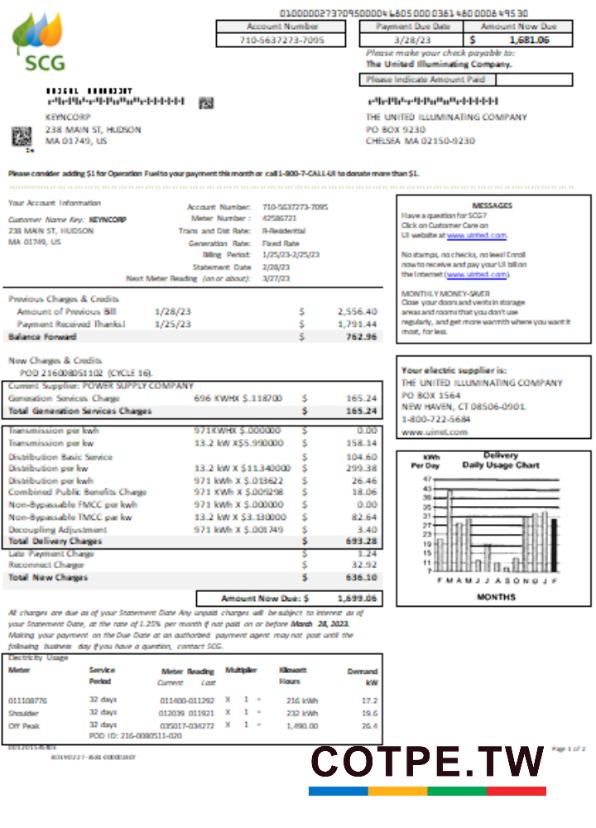 Account Number
710-5637273-7095
Payment Due Date Amount Now Due
3/28/23 $ 1,681.06
Please make your check payable to:
The United Illuminating Company.
Please Indicate Amount Paid
SCG
KEYNCORP
238 MAIN ST, HUDSON
MA 01749, US
THE UNITED ILLUMINATING COMPANY
PO BOX 9230
CHELSEA MA 02150-9230
Please consider adding $1 for Operation Fuel to your payment this month or call 1-800-7-CALL-UI to donate more than $1.
Your Account Information
Customer Name Key: KEYNCORP
238 MAIN ST, HUDSON
MA 01749, US
Account Number: 710-5637273-7095
Meter Number : 42586721
Trans and Dist Rate: R-Residential
Generation Rate: Fixed Rate
Billing Period: 1/25/23-2/25/23
Statement Date 2/28/23
Next Meter Reading (on or about): 3/27/23
Previous Charges & Credits
Amount of Previous Bill 1/28/23 $ 2,556.40
Payment Received Thanks! 1/25/23 $ 1,791.44
Balance Forward $ 762.96
New Charges & Credits
POD 216008051102 (CYCLE 16).
Current Supplier: POWER SUPPLY COMPANY
Generation Services Charge 696 KWHX $.118700 $ 165.24
Total Generation Services Charges $ 165.24
Transmission per kwh 971KWHX $.000000 $ 0.00
Transmission per kw 13.2 kW X$5.990000 $ 158.14
Distribution Basic Service $ 104.60
Distribution per kw 13.2 kW X $11.340000 $ 299.38
Distribution per kwh 971 kWh X $.013622 $ 26.46
Combined Public Benefits Charge 971 KWh X $.009298 $ 18.06
Non-Bypassable FMCC per kwh 971 kWh X $.000000 $ 0.00
Non-Bypassable TMCC par kw 13.2 kW X $3.130000 $ 82.64
Decoupling Adjustment 971 kWh X $.001749 $ 3.40
Total Delivery Charges $ 693.28
Late Payment Charge $ 1.24
Reconnect Charge $ 32.92
Total New Charges $ 636.10
Amount Now Due: $ 1,699.06
All charges are due as of your Statement Date Any unpaid charges will be subject to interest as of
your Statement Date, at the rate of 1.25% per month if not paid on or before March 28, 2023.
Making your payment on the Due Date at an authorized payment agent may not post until the
following business day if you have a question, contact SCG.
Electricity Usage
Meter Service Period Meter Reading Current Last Multiplier Kilowatt Hours Demand kW
011108776 32 days 011400-011292 X 1 = 216 kWh 17.2
Shoulder 32 days 012039 011921 X 1 = 232 kWh 19.6
Off Peak 32 days 035017-034272 X 1 = 1,490.00 26.4
POD ID: 216-0080511-020
MESSAGES
Have a question for SCG?
Click on Customer Care on
UI website at www.uinted.com.
No stamps, no checks, no lees! Enroll
now to receive and pay your UI bill on
the Internet (www.uinted.com).
MONTHLY MONEY-SAVER
Close your doors and vents in storage
areas and rooms that you don't use
regularly, and get more warmth where you want it
most, for less.
Your electric supplier is:
THE UNITED ILLUMINATING COMPANY
PO BOX 1564
NEW HAVEN, CT 08506-0901.
1-800-722-5684
www.uinet.com
kWh Per Day
Delivery
Daily Usage Chart
47
43
39
35
31
27
23
19
15
11
7
F M A M J J A S O N D J F
MONTHS
Page 1 of 2
COTPE.TW